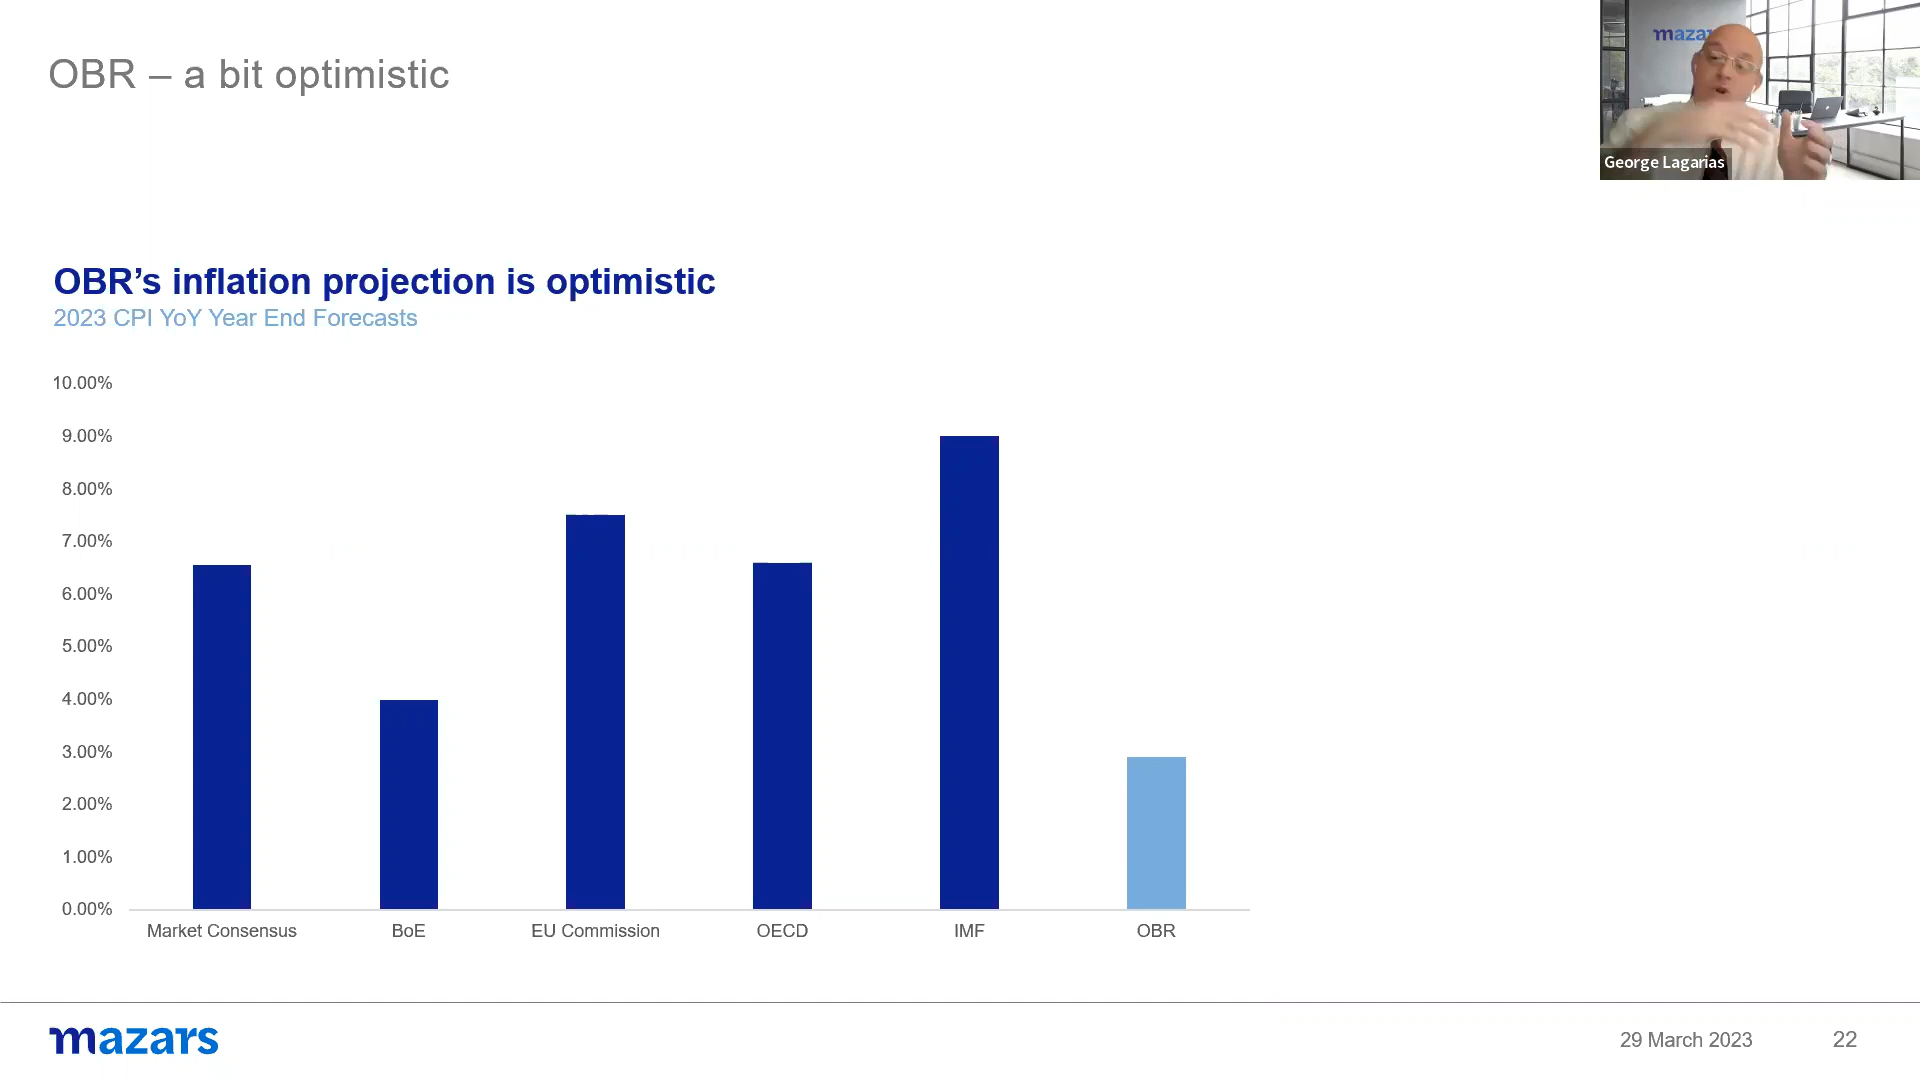 OBR – a bit optimistic
mazar
George Lagarias
OBR’s inflation projection is optimistic
2023 CPI YoY Year End Forecasts
10.00%
9.00%
8.00%
7.00%
6.00%
5.00%
4.00%
3.00%
2.00%
1.00%
0.00%
Market Consensus BoE EU Commission OECD IMF OBR
mazars
29 March 2023 22